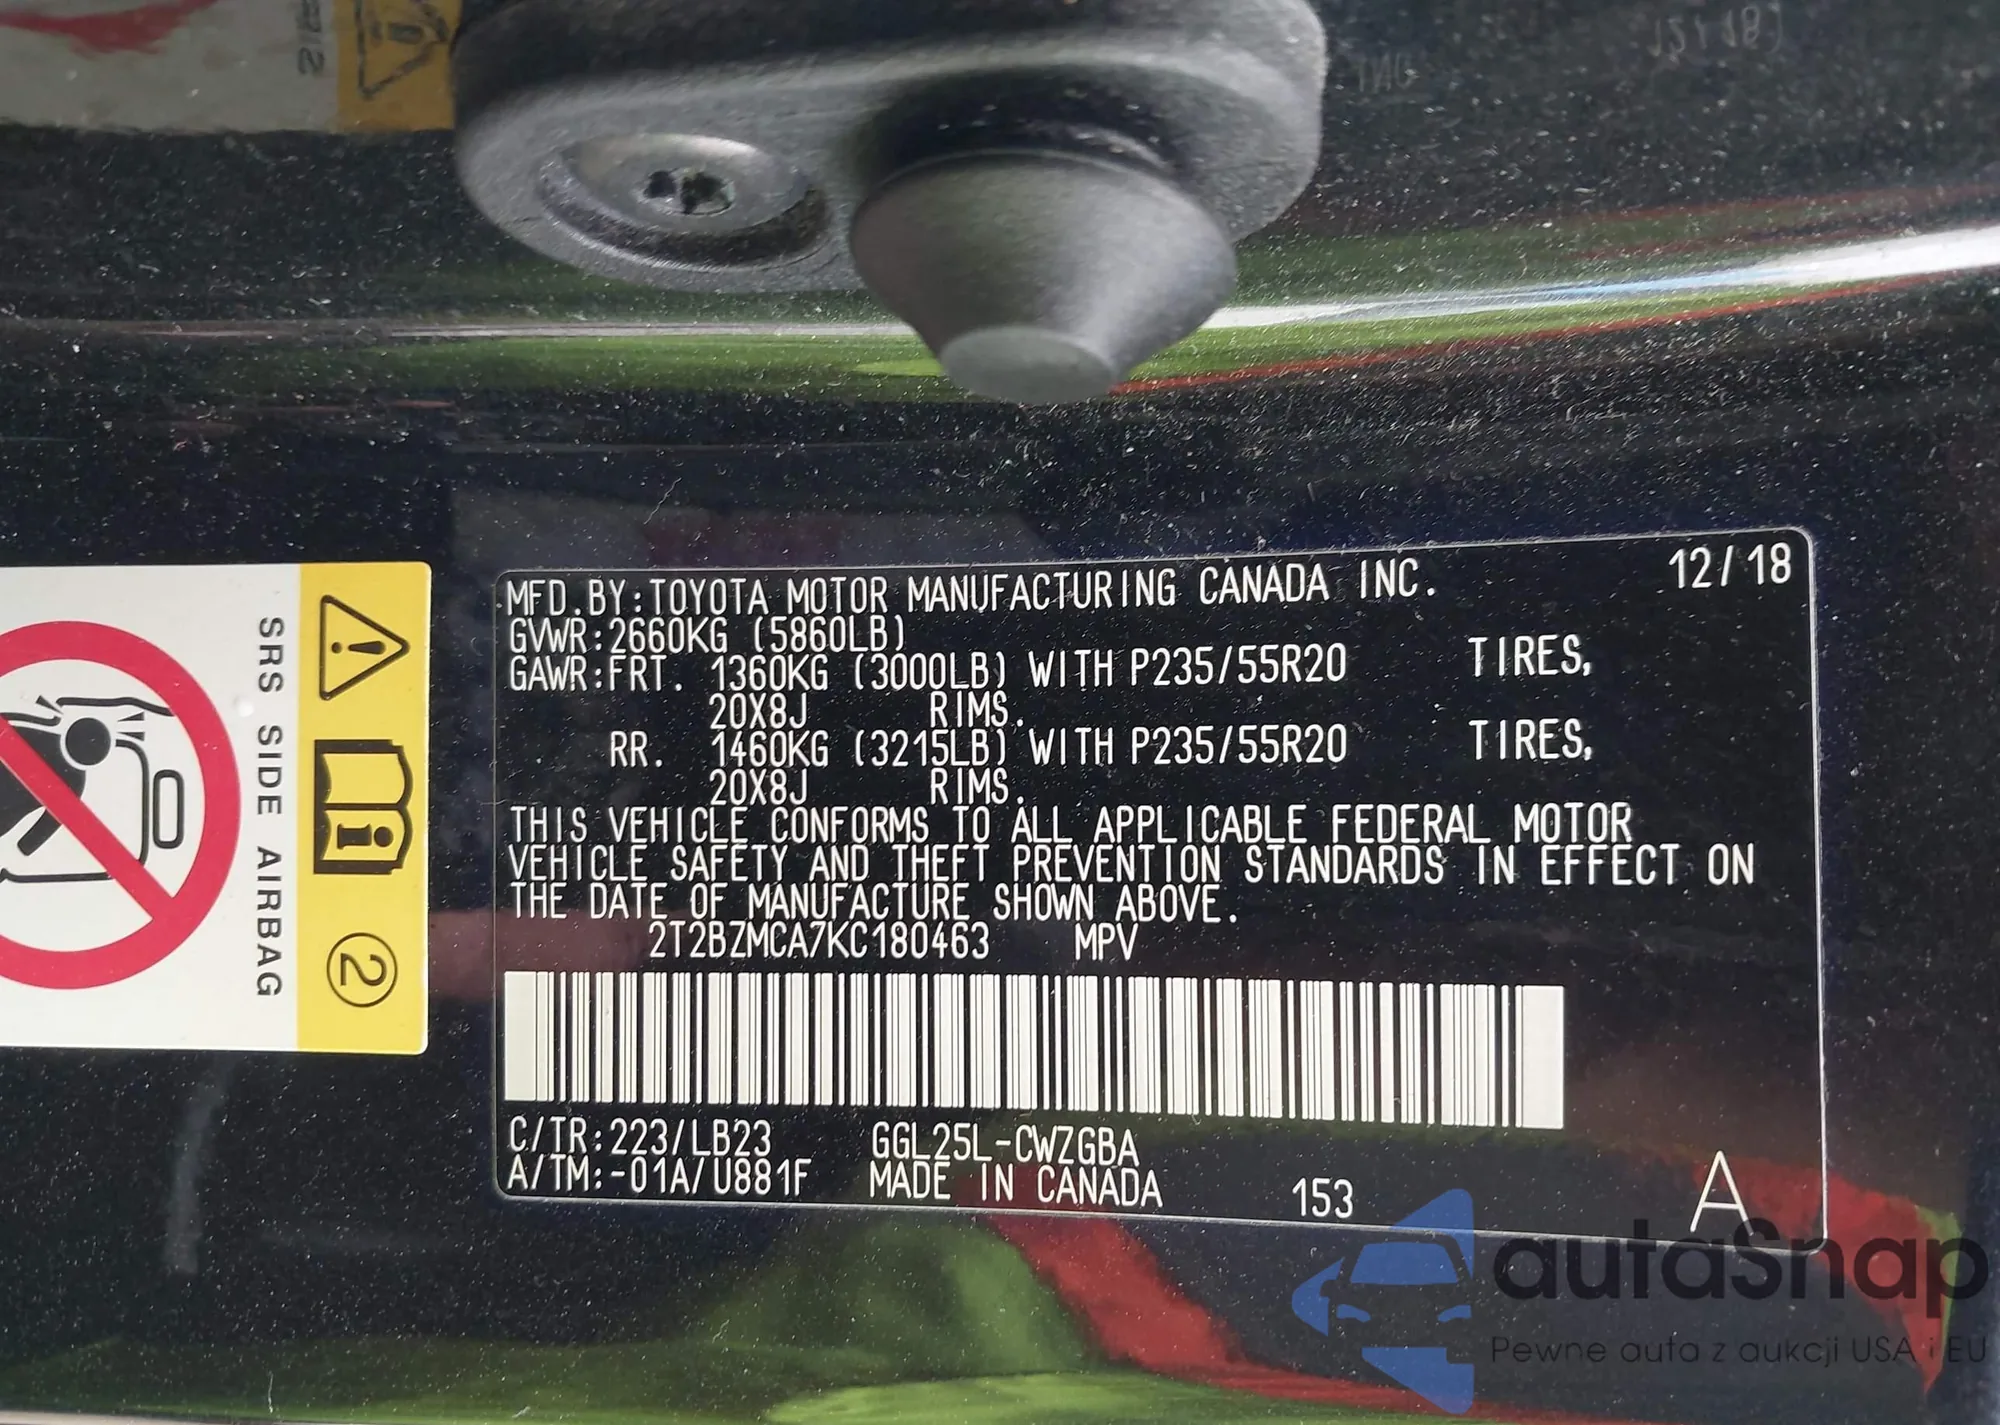 MFD.BY:TOYOTA MOTOR MANUFACTURING CANADA INC. 12/18
GVWR:2660KG (5860LB)
GAWR:FRT. 1360KG (3000LB) WITH P235/55R20 TIRES,
20X8J RIMS.
RR. 1460KG (3215LB) WITH P235/55R20 TIRES,
20X8J RIMS.
THIS VEHICLE CONFORMS TO ALL APPLICABLE FEDERAL MOTOR
VEHICLE SAFETY AND THEFT PREVENTION STANDARDS IN EFFECT ON
THE DATE OF MANUFACTURE SHOWN ABOVE.
2T2BZMCA7KC180463 MPV
C/TR:223/LB23 GGL25L-CWZGBA
A/TM:-01A/U881F MADE IN CANADA 153 A
SRS SIDE AIRBAG
2
autaSnap
Pewne auta z aukcji USA i EU